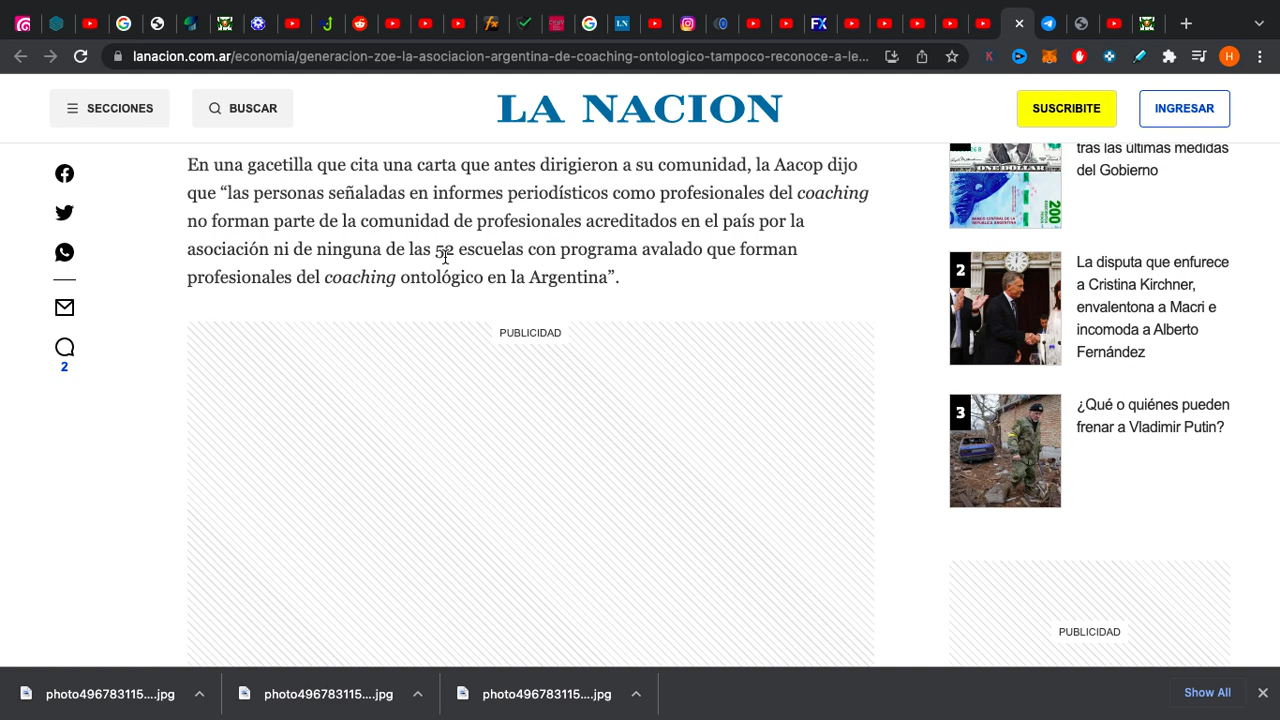 lanacion.com.ar/economia/generacion-zoe-la-asociacion-argentina-de-coaching-ontologico-tampoco-reconoce-a-le...
H
SECCIONES
BUSCAR
LA NACION
SUSCRIBITE
INGRESAR
En una gacetilla que cita una carta que antes dirigieron a su comunidad, la Aacop dijo
que “las personas señaladas en informes periodísticos como profesionales del coaching
no forman parte de la comunidad de profesionales acreditados en el país por la
asociación ni de ninguna de las 52 escuelas con programa avalado que forman
profesionales del coaching ontológico en la Argentina”.
2
PUBLICIDAD
tras las últimas medidas
del Gobierno
200
2
La disputa que enfurece
a Cristina Kirchner,
envalentona a Macri e
incomoda a Alberto
Fernández
3
¿Qué o quiénes pueden
frenar a Vladimir Putin?
PUBLICIDAD
photo496783115....jpg
photo496783115....jpg
photo496783115....jpg
Show All